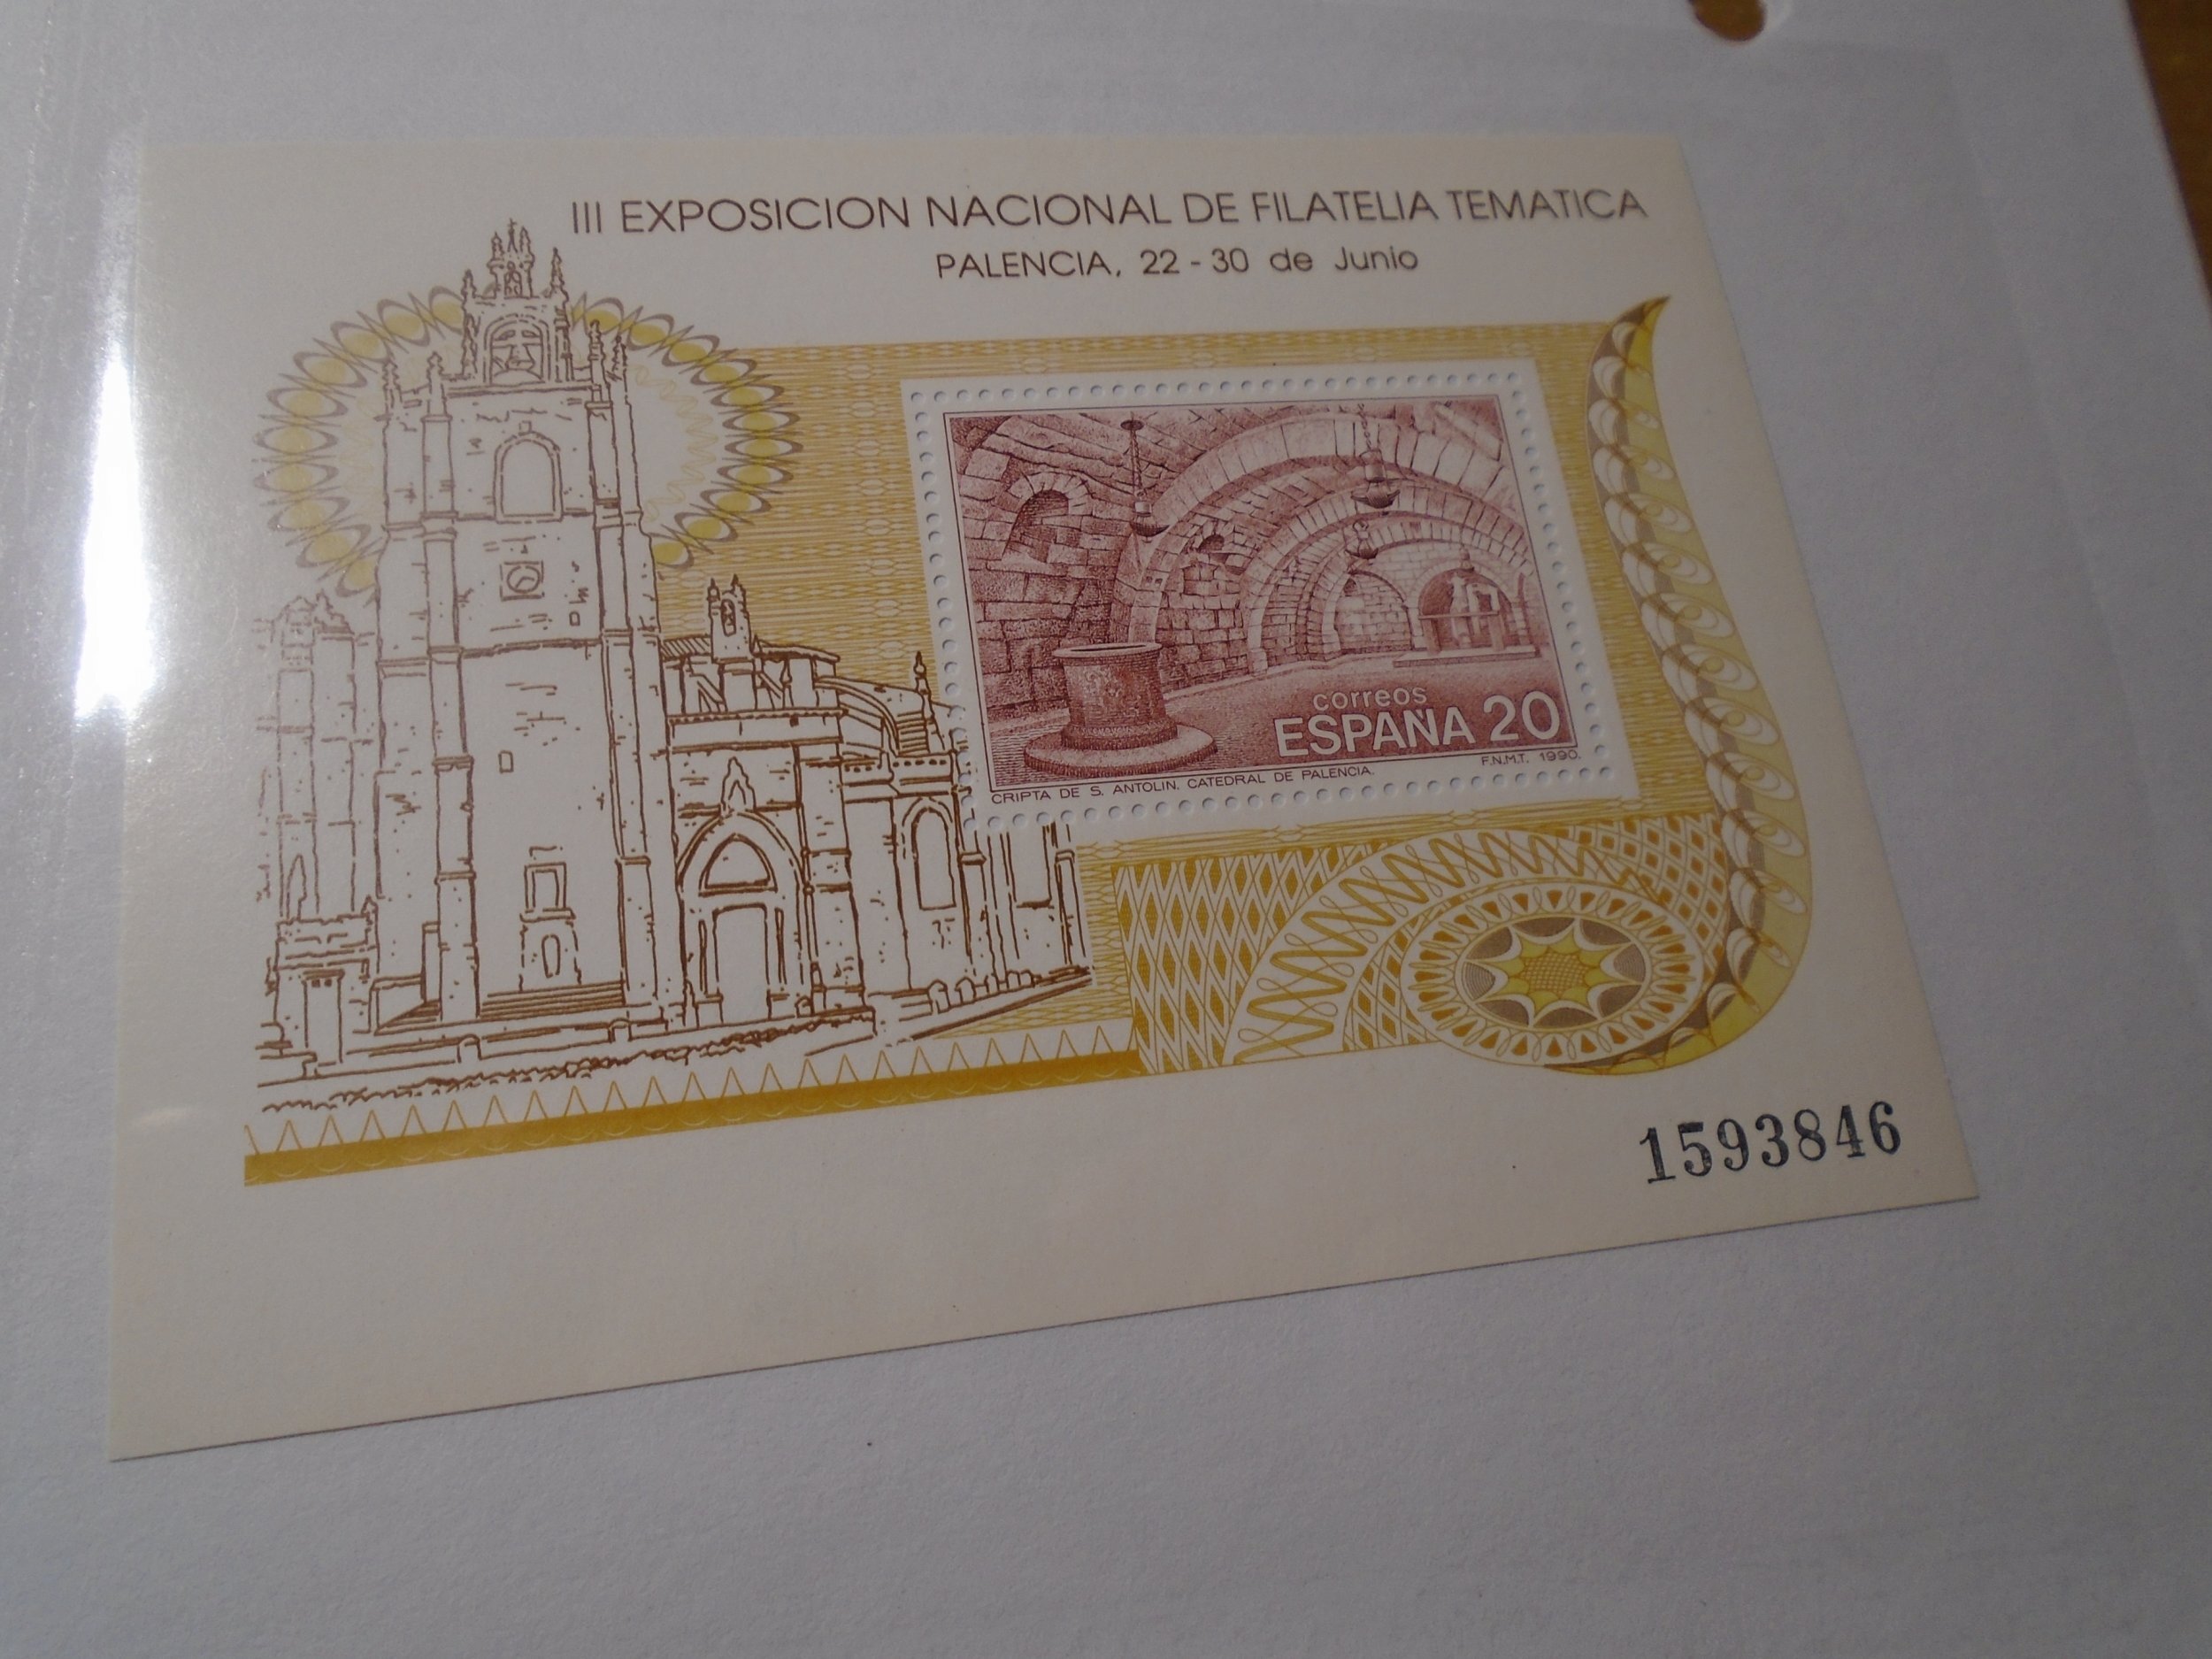 III EXPOSICION NACIONAL DE FILATELIA TEMATICA
PALENCIA, 22 - 30 de Junio
correos
ESPAÑA 20
F.N.M.T. 1990.
CRIPTA DE S. ANTOLIN. CATEDRAL DE PALENCIA.
1593846